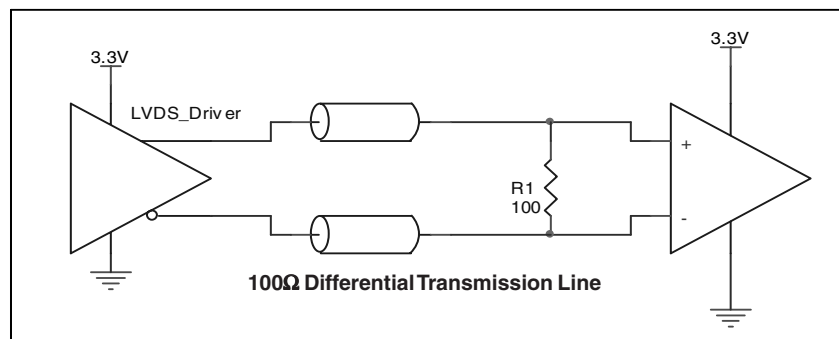 3.3V
3.3V
LVDS_Driver
+
R1
100
-
100Ω Differential Transmission Line